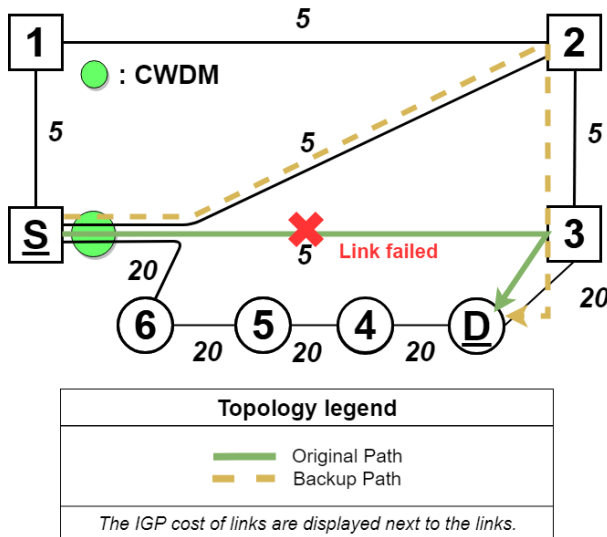 5
1
2
: CWDM
5
5
5
S
3
5
Link failed
20
20
6
5
4
D
20
20
20
Topology legend
Original Path
Backup Path
The IGP cost of links are displayed next to the links.